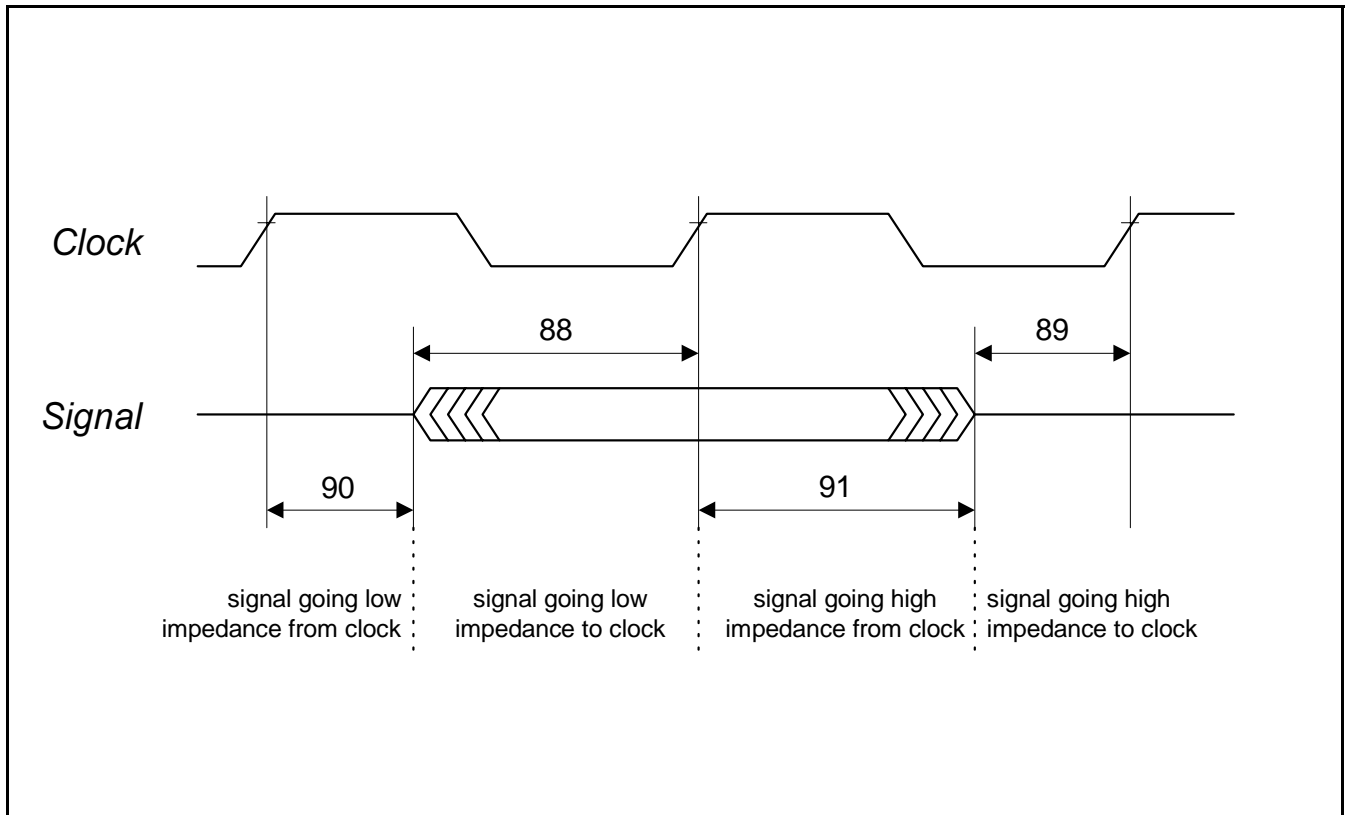 Clock
88
89
Signal
90
91
signal going low
impedance from clock
signal going low
impedance to clock
signal going high
impedance from clock
signal going high
impedance to clock